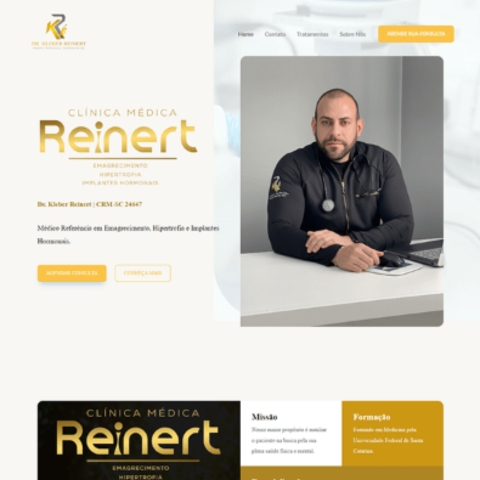 DR. KLEBER REINERT
Home
Contato
Tratamentos
Sobre Nós
AGENDE SUA CONSULTA
CLÍNICA MÉDICA
Reinert
EMAGRECIMENTO
HIPERTROFIA
IMPLANTES HORMONAIS
Dr. Kleber Reinert | CRM-SC 24647
Médico Referência em Emagrecimento, Hipertrofia e Implantes
Hormonais.
AGENDAR CONSULTA
CONHEÇA MAIS
CLÍNICA MÉDICA
Reinert
EMAGRECIMENTO
HIPERTROFIA
Missão
Nosso maior propósito é auxiliar
o paciente na busca pela sua
plena saúde física e mental.
Formação
Formado em Medicina pela
Universidade Federal de Santa
Catarina.